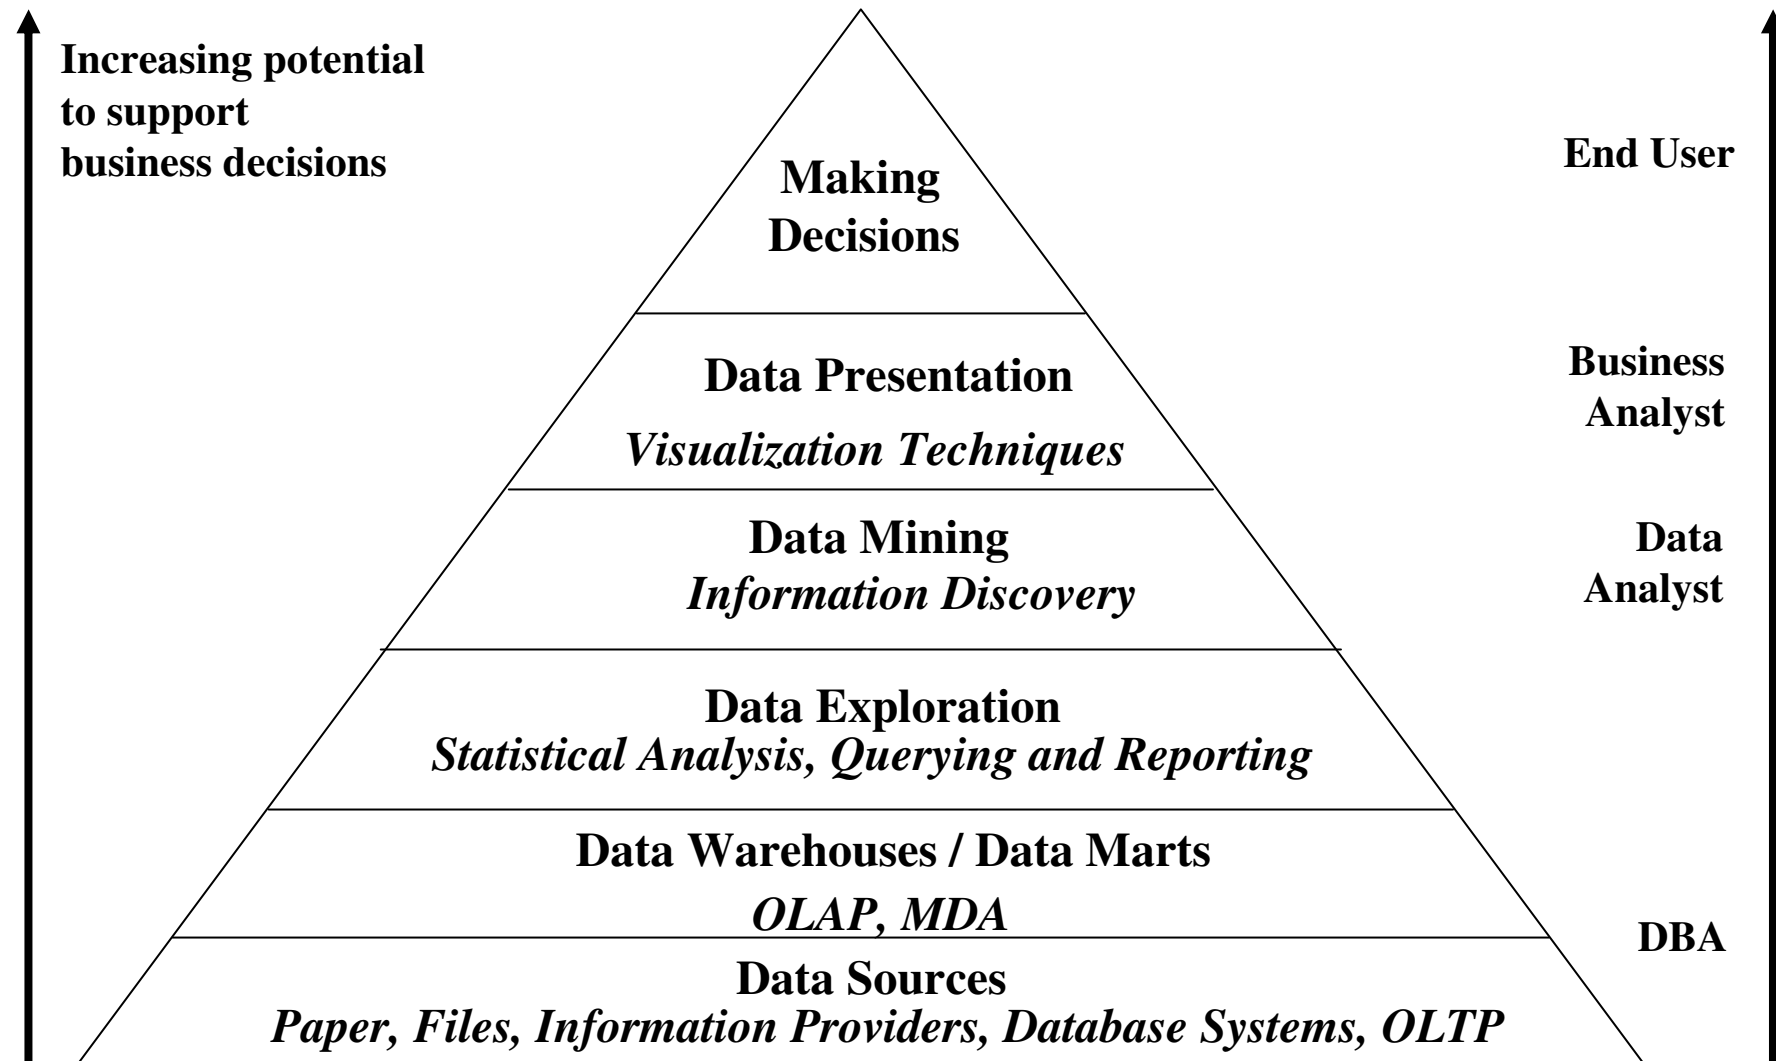 Increasing potential
to support
business decisions
End User
Making
Decisions
Business
Analyst
Data Presentation
Visualization Techniques
Data
Analyst
Data Mining
Information Discovery
Data Exploration
Statistical Analysis, Querying and Reporting
Data Warehouses / Data Marts
OLAP, MDA
DBA
Data Sources
Paper, Files, Information Providers, Database Systems, OLTP